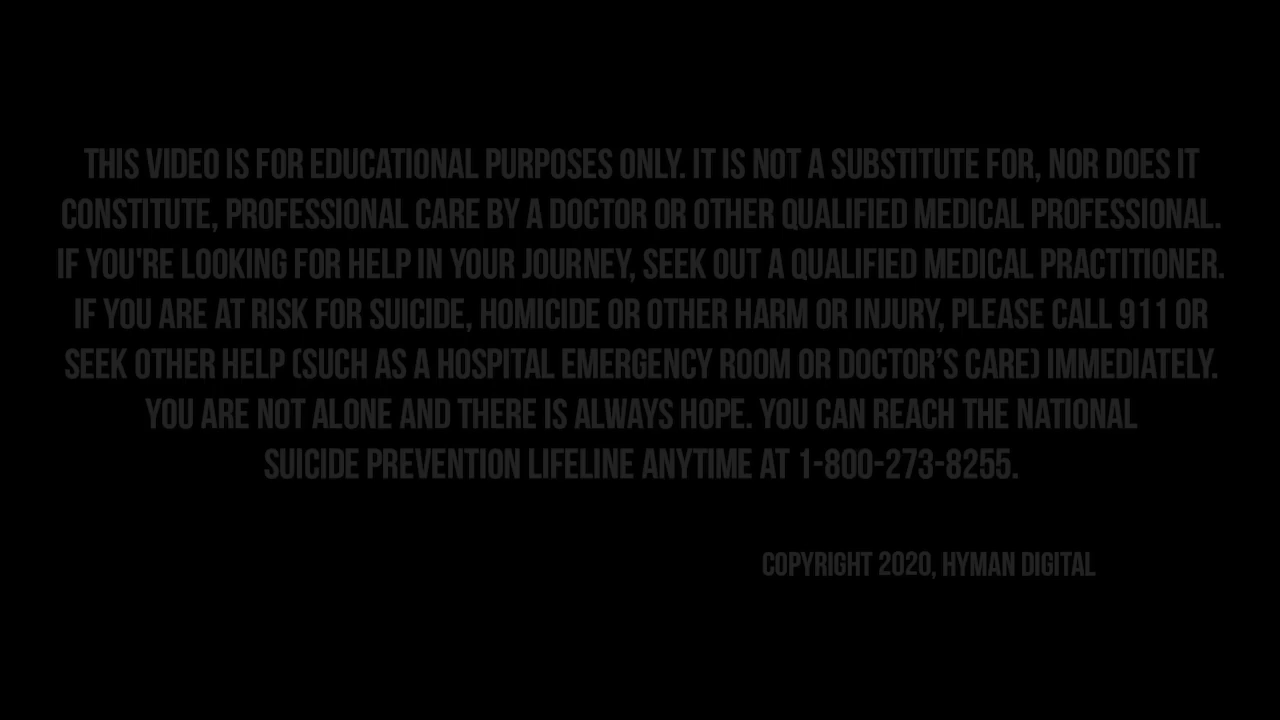 THIS VIDEO IS FOR EDUCATIONAL PURPOSES ONLY. IT IS NOT A SUBSTITUTE FOR, NOR DOES IT
CONSTITUTE, PROFESSIONAL CARE BY A DOCTOR OR OTHER QUALIFIED MEDICAL PROFESSIONAL.
IF YOU'RE LOOKING FOR HELP IN YOUR JOURNEY, SEEK OUT A QUALIFIED MEDICAL PRACTITIONER.
IF YOU ARE AT RISK FOR SUICIDE, HOMICIDE OR OTHER HARM OR INJURY, PLEASE CALL 911 OR
SEEK OTHER HELP (SUCH AS A HOSPITAL EMERGENCY ROOM OR DOCTOR’S CARE) IMMEDIATELY.
YOU ARE NOT ALONE AND THERE IS ALWAYS HOPE. YOU CAN REACH THE NATIONAL
SUICIDE PREVENTION LIFELINE ANYTIME AT 1-800-273-8255.
COPYRIGHT 2020, HYMAN DIGITAL